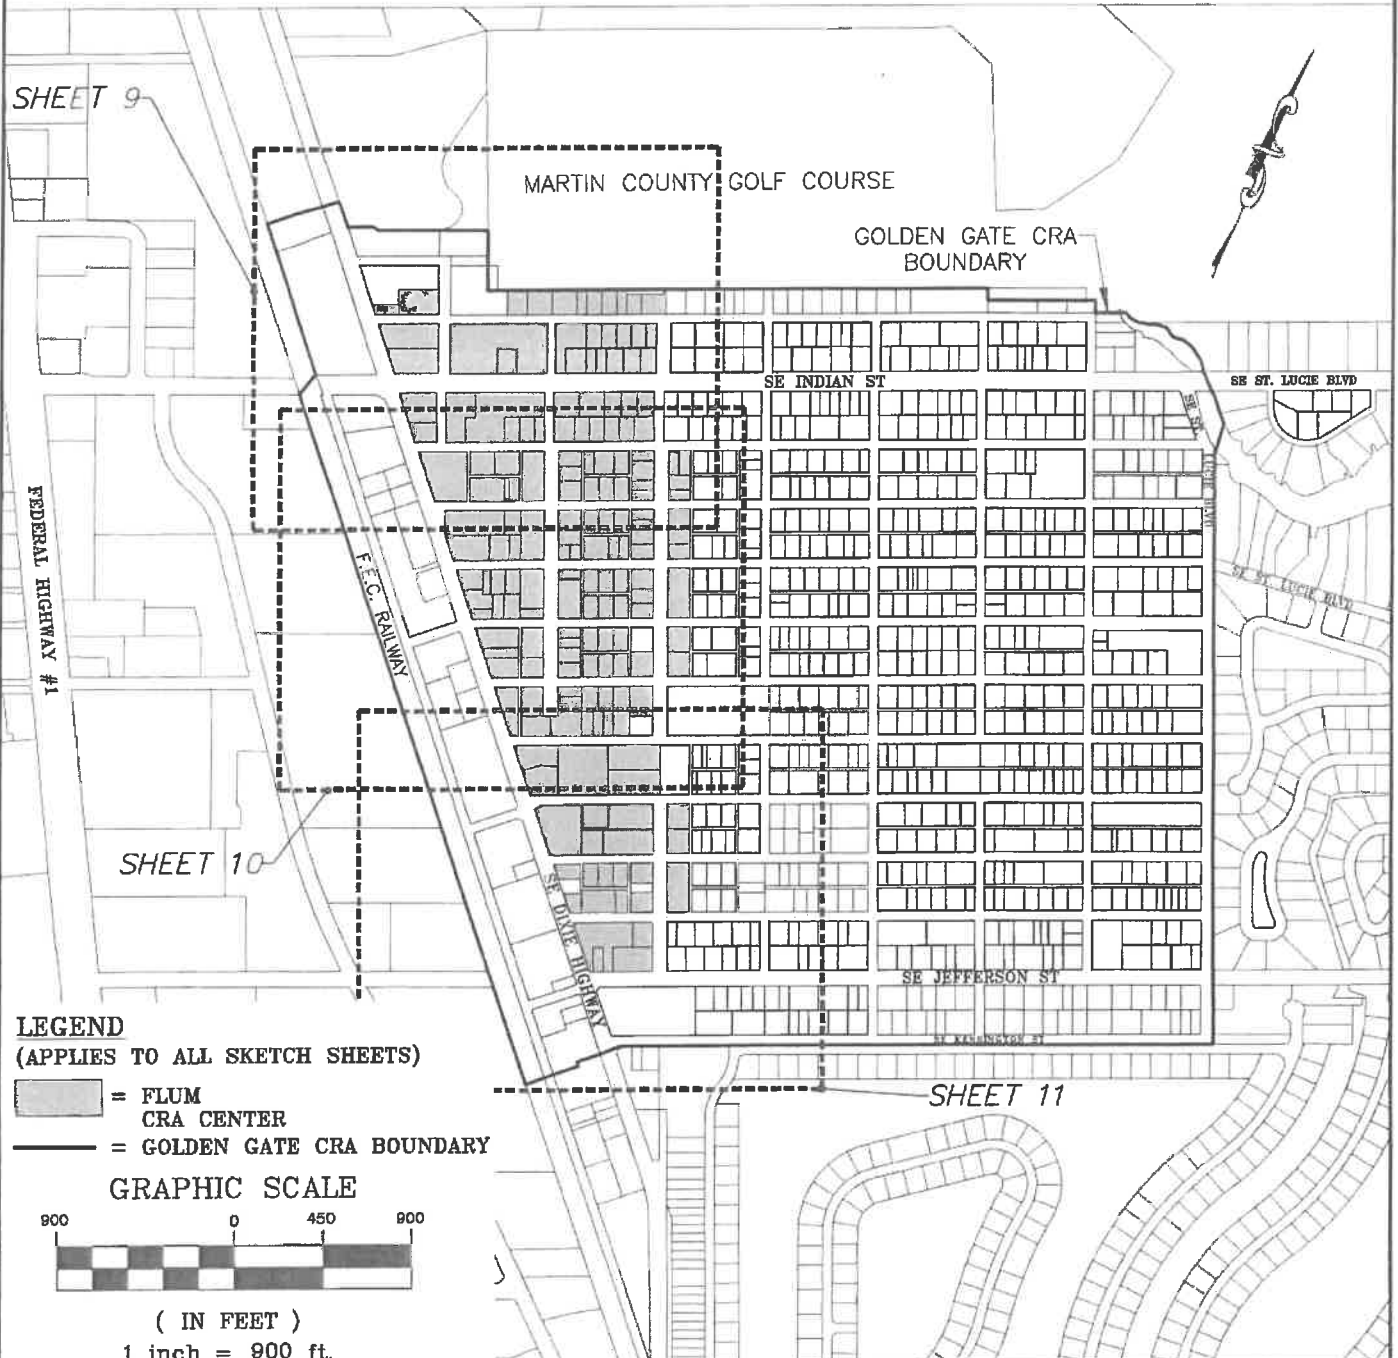 SHEET 9
MARTIN COUNTY GOLF COURSE
GOLDEN GATE CRA
BOUNDARY
SE INDIAN ST
SE ST. LUCIE BLVD
FEDERAL HIGHWAY #1
F.E.C. RAILWAY
SE ST. LUCIE BLVD
SHEET 10
SE DIXIE HIGHWAY
SE JEFFERSON ST
SE KENSINGTON ST
SHEET 11
LEGEND
(APPLIES TO ALL SKETCH SHEETS)
= FLUM
CRA CENTER
= GOLDEN GATE CRA BOUNDARY
GRAPHIC SCALE
900 0 450 900
( IN FEET )
1 inch = 900 ft.